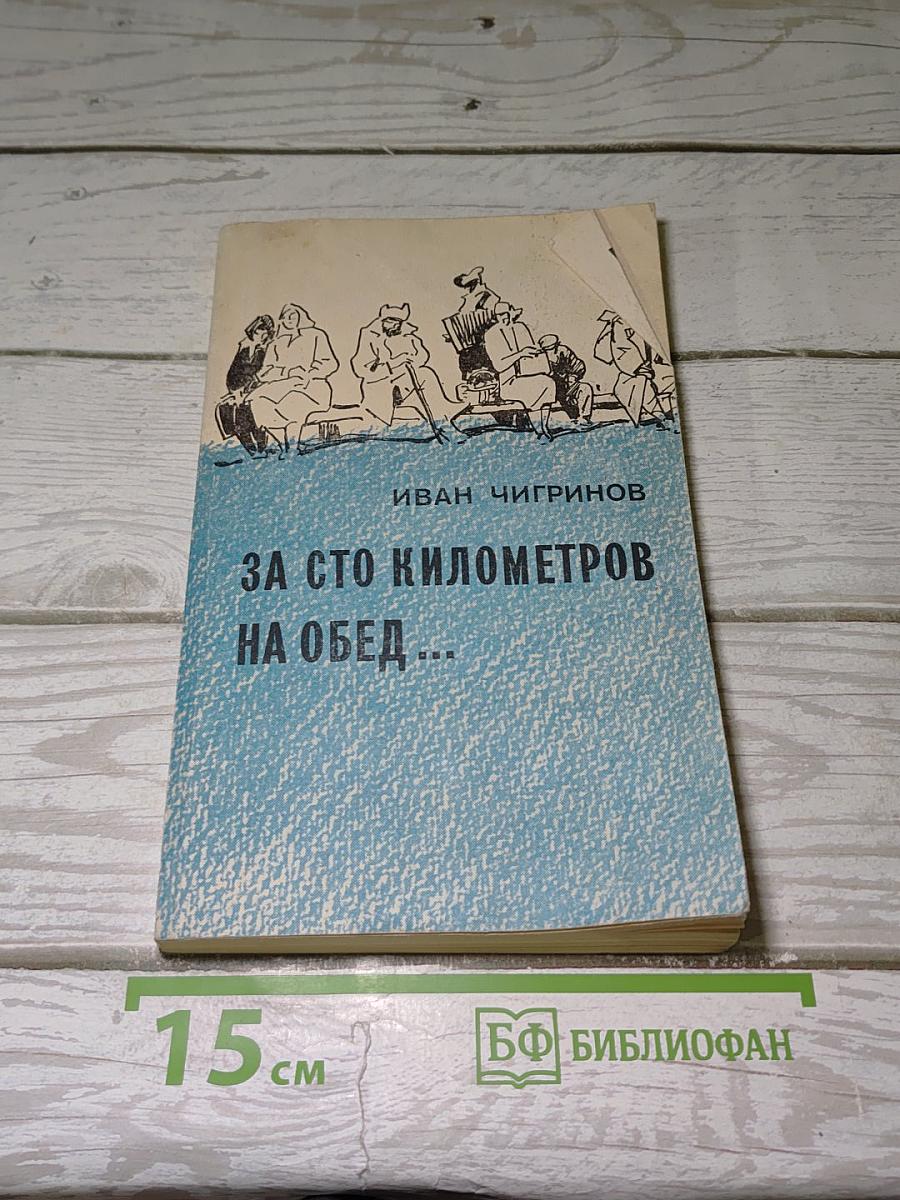 ИВАН ЧИГРИНОВ
ЗА СТО КИЛОМЕТРОВ
НА ОБЕД ...
15 см
БФ БИБЛИОФАН